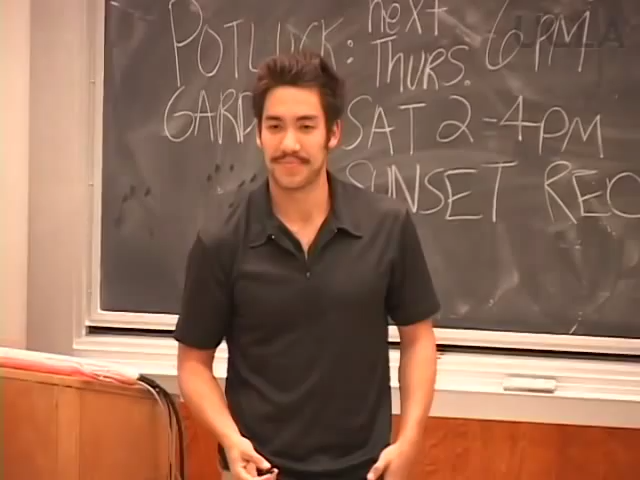 POTLUCK: next THURS. 6PM
GARD SAT 2-4PM
SUNSET REC
UCLA